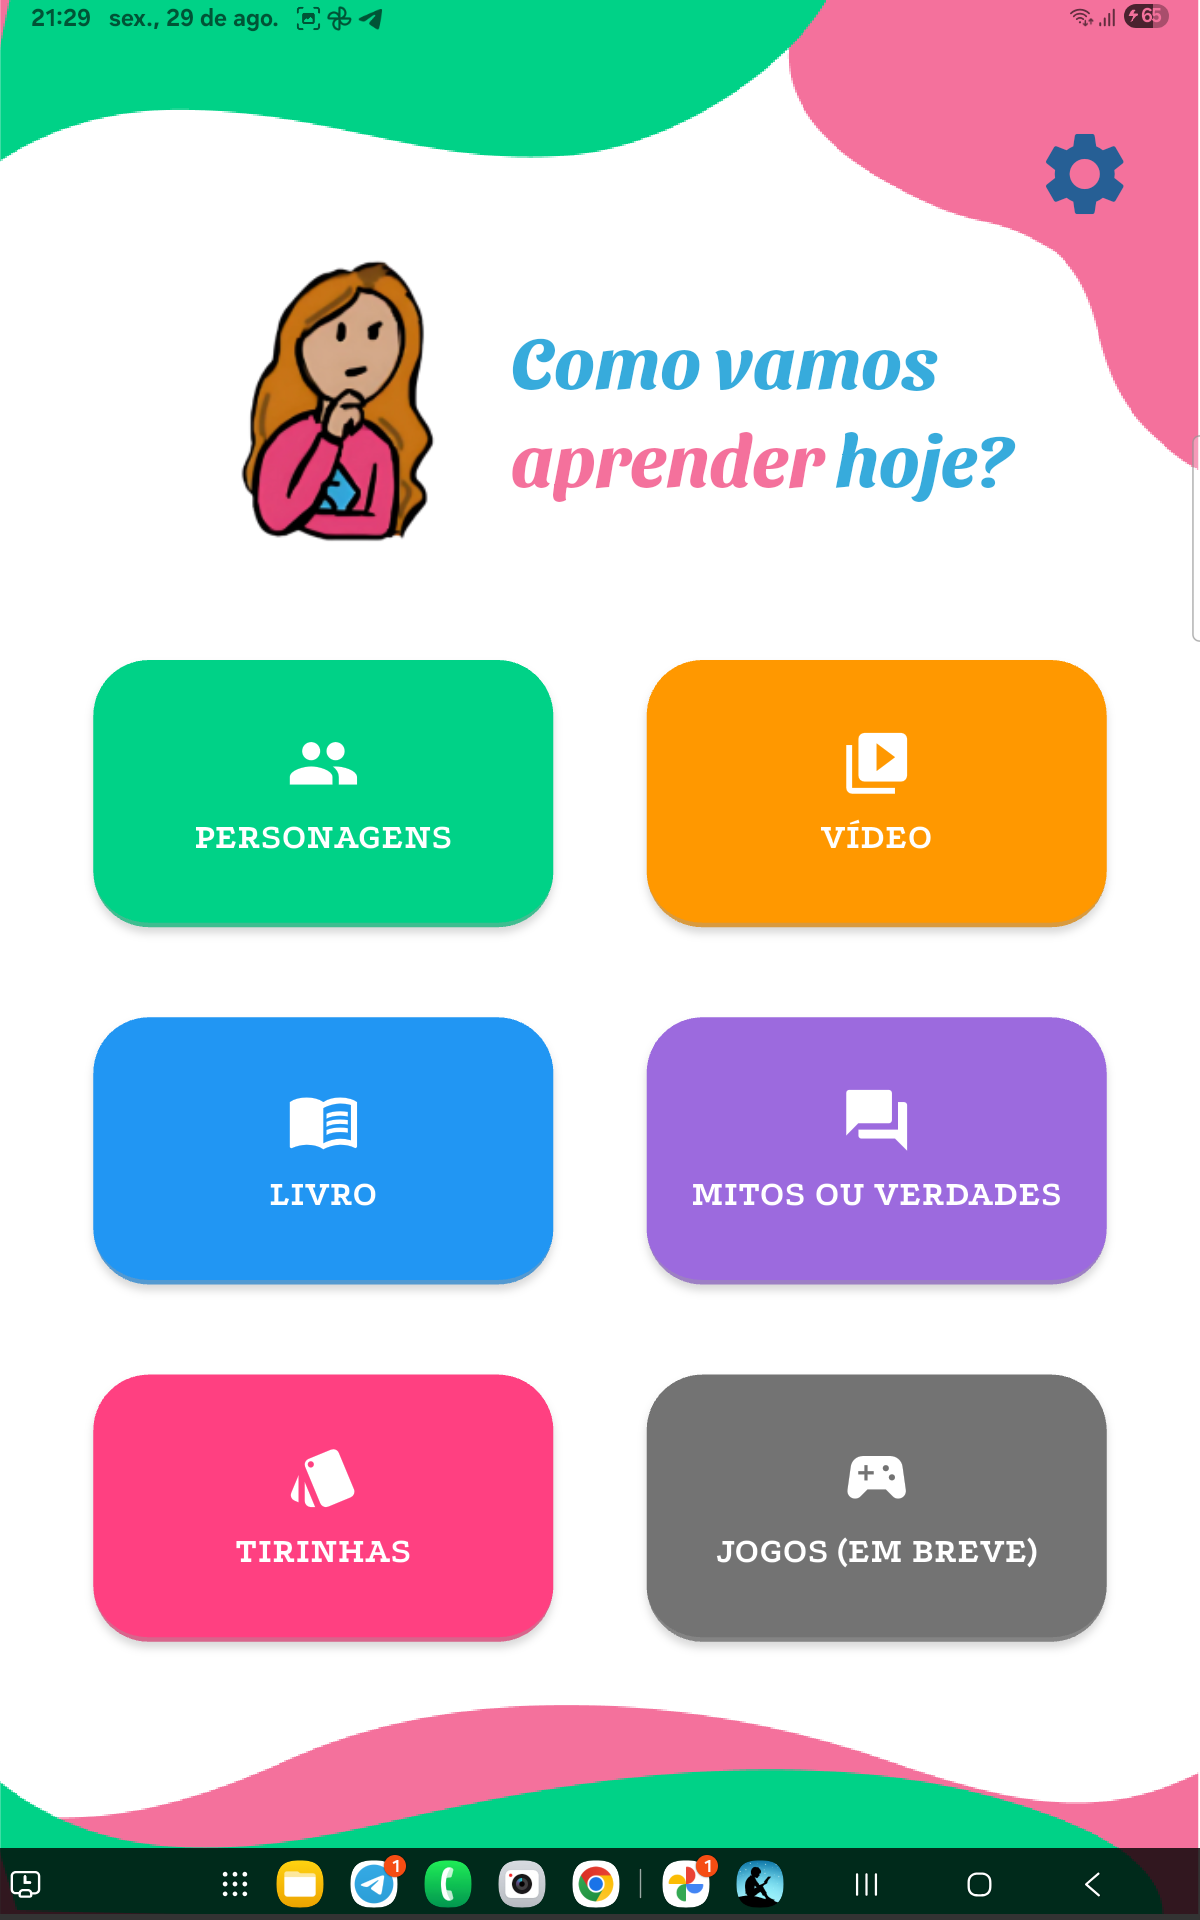 21:29 sex., 29 de ago.
65
Como vamos
aprender hoje?
PERSONAGENS
VÍDEO
LIVRO
MITOS OU VERDADES
TIRINHAS
JOGOS (EM BREVE)
1
1